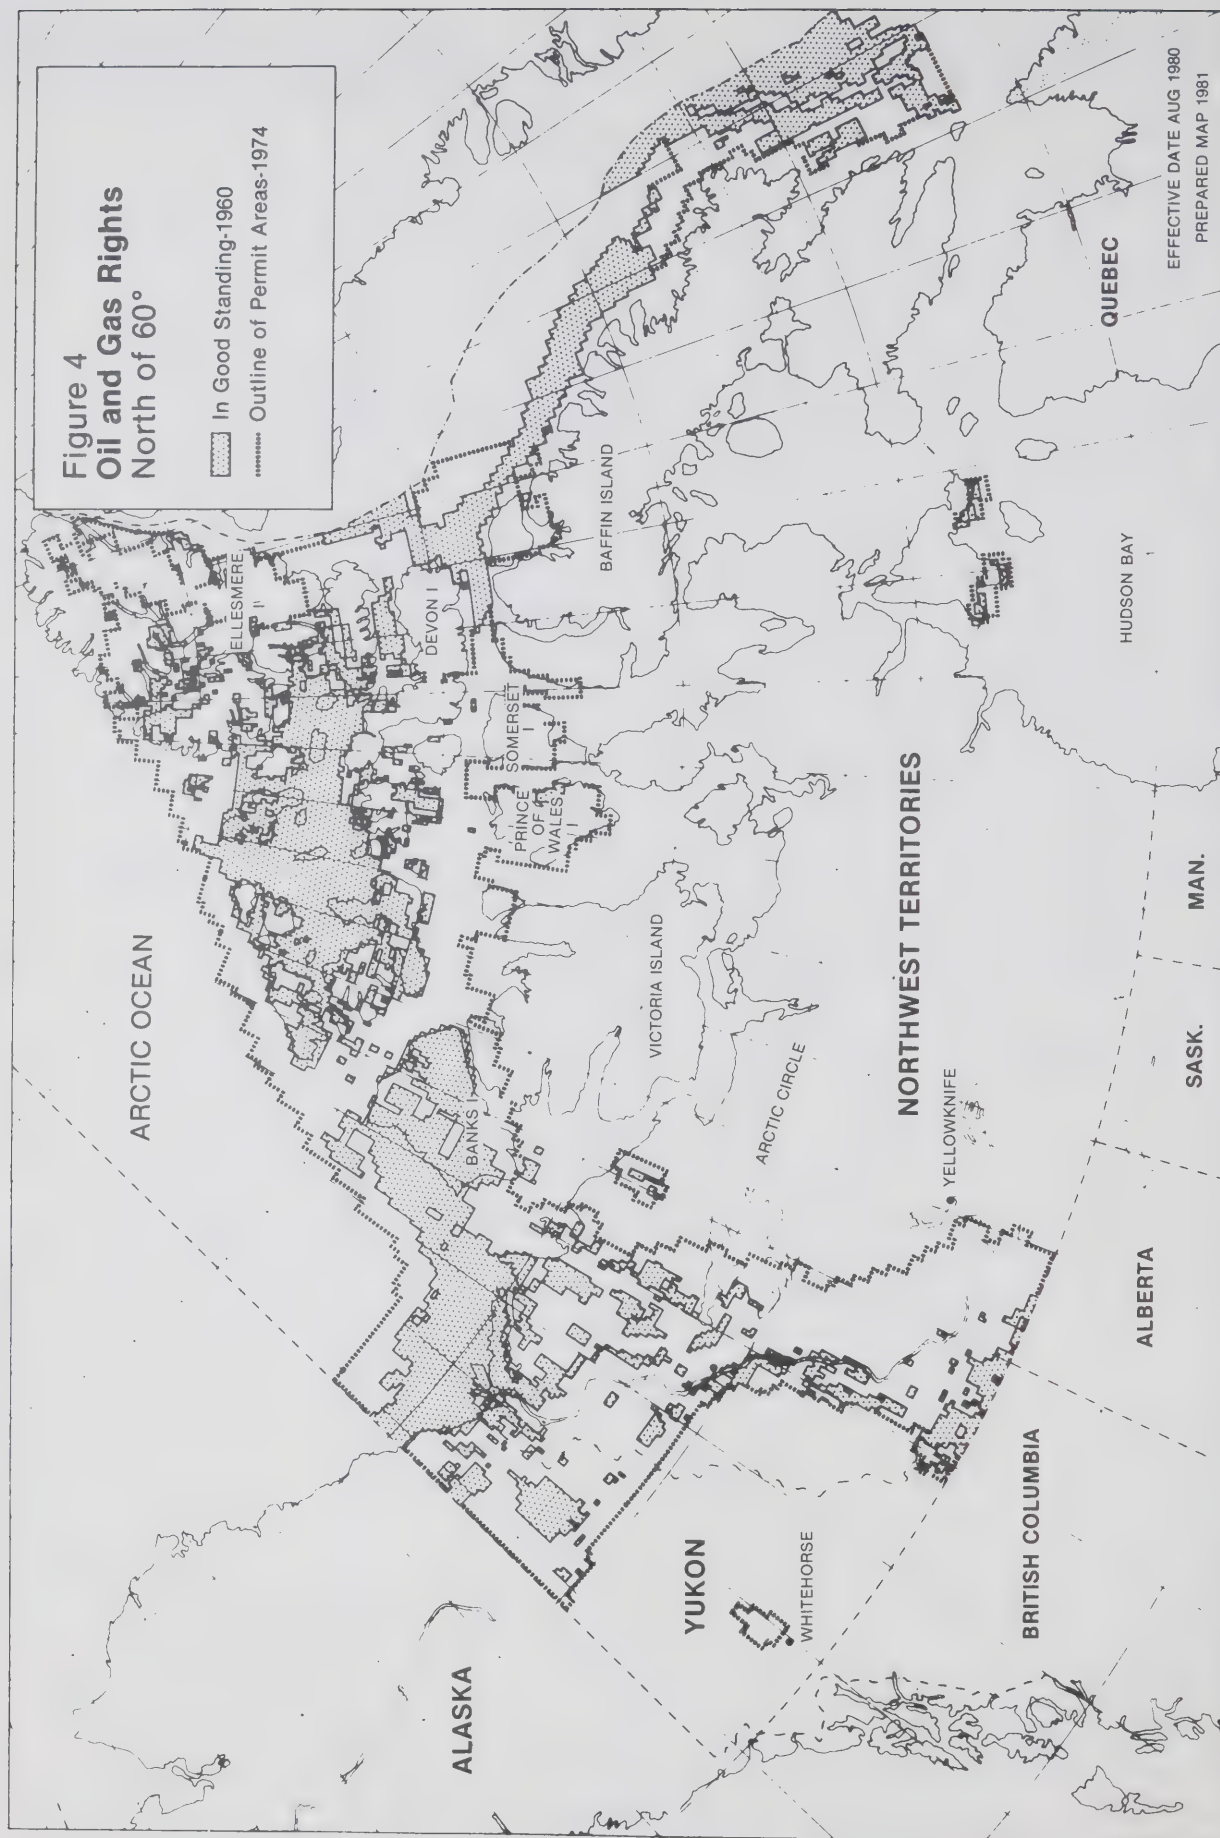 Figure 4
Oil and Gas Rights
North of 60°
In Good Standing-1960
Outline of Permit Areas-1974
ARCTIC OCEAN
ELLESMERE
I
DEVON I
BAFFIN ISLAND
SOMERSET
I
PRINCE
OF
WALES
I
BANKS I
VICTORIA ISLAND
ARCTIC CIRCLE
NORTHWEST TERRITORIES
YELLOWKNIFE
HUDSON BAY
QUEBEC
MAN.
SASK.
ALBERTA
BRITISH COLUMBIA
YUKON
WHITEHORSE
ALASKA
EFFECTIVE DATE AUG 1980
PREPARED MAP 1981